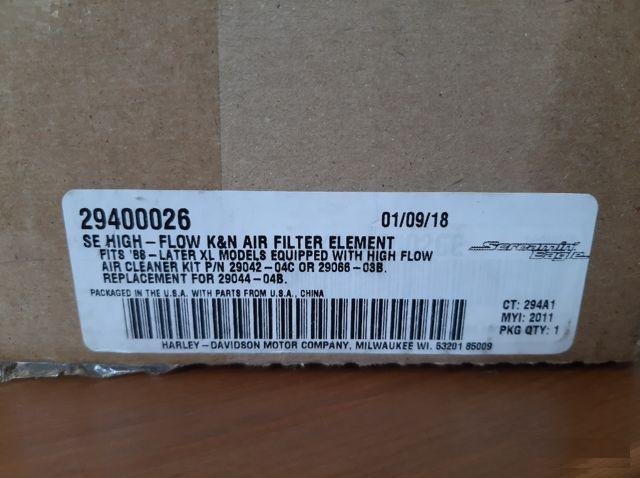 29400026 01/09/18
SE HIGH-FLOW K&N AIR FILTER ELEMENT
FITS '88-LATER XL MODELS EQUIPPED WITH HIGH FLOW
AIR CLEANER KIT P/N 29042-04C OR 29066-03B.
REPLACEMENT FOR 29044-04B.
Screamin' Eagle
PACKAGED IN THE U.S.A. WITH PARTS FROM U.S.A., CHINA
CT: 294A1
MYI: 2011
PKG QTY: 1
HARLEY-DAVIDSON MOTOR COMPANY, MILWAUKEE WI. 53201 85009